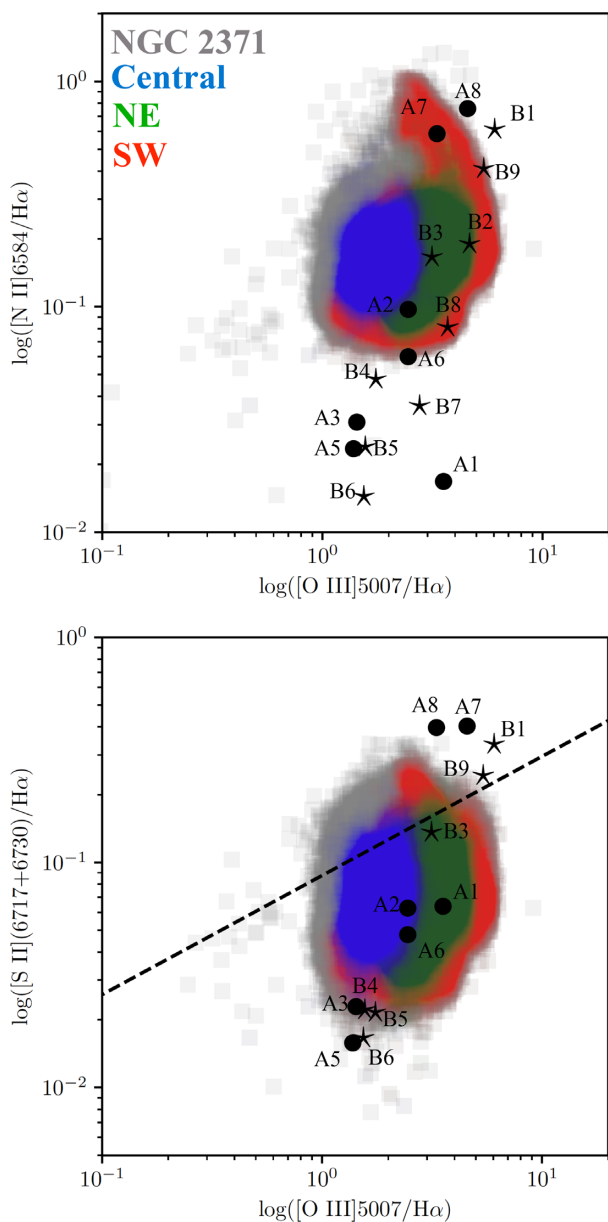 NGC 2371
Central
NE
SW
10⁰
10⁻¹
10⁻²
log([N II]6584/Hα)
A7
A8
B1
B9
B3
B2
A2
B8
A6
B4
B7
A3
A5
B5
B6
A1
10⁻¹
10⁰
10¹
log([O III]5007/Hα)
10⁰
10⁻¹
10⁻²
log([S II](6717+6730)/Hα)
A8
A7
B1
B9
B3
A2
A1
A6
B4
A3
B5
A5
B6
10⁻¹
10⁰
10¹
log([O III]5007/Hα)